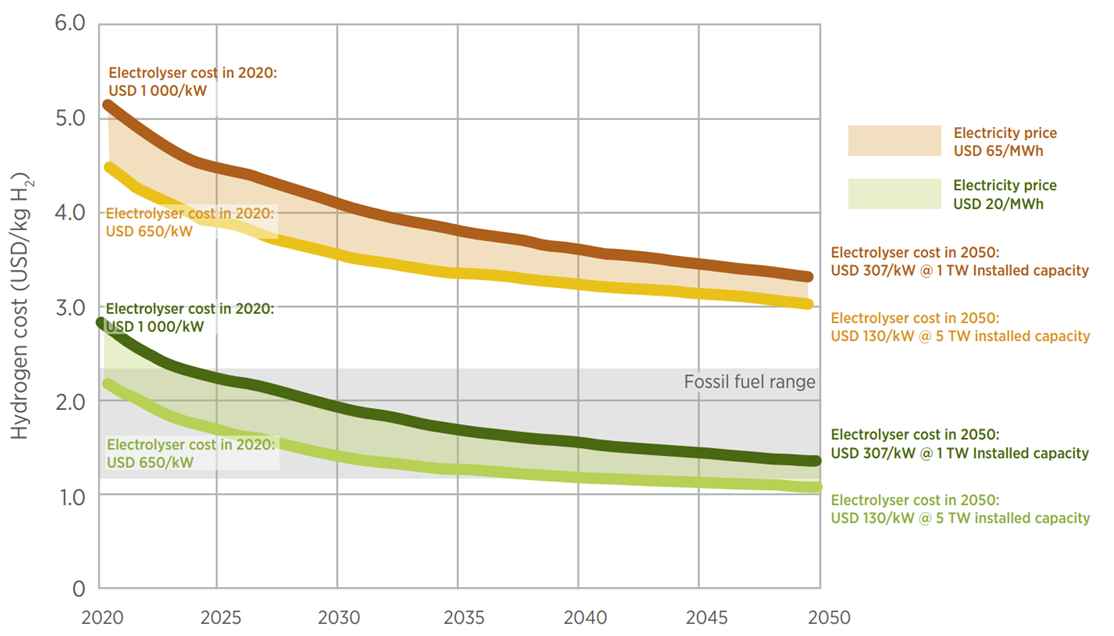 Hydrogen cost (USD/kg H2)
6.0
5.0
4.0
3.0
2.0
1.0
0
2020
2025
2030
2035
2040
2045
2050
Electrolyser cost in 2020:
USD 1 000/kW
Electrolyser cost in 2020:
USD 650/kW
Electrolyser cost in 2020:
USD 1 000/kW
Fossil fuel range
Electrolyser cost in 2020:
USD 650/kW
Electricity price
USD 65/MWh
Electricity price
USD 20/MWh
Electrolyser cost in 2050:
USD 307/kW @ 1 TW Installed capacity
Electrolyser cost in 2050:
USD 130/kW @ 5 TW installed capacity
Electrolyser cost in 2050:
USD 307/kW @ 1 TW Installed capacity
Electrolyser cost in 2050:
USD 130/kW @ 5 TW installed capacity